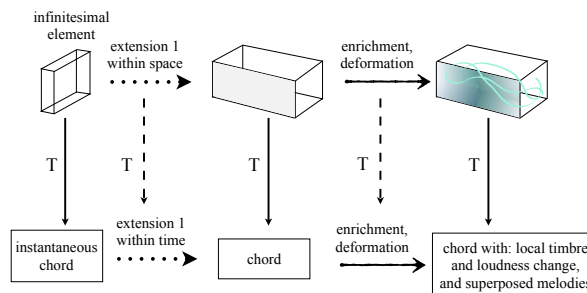 infinitesimal
element
extension 1
within space
enrichment,
deformation
T
T
T
T
T
instantaneous
chord
extension 1
within time
chord
enrichment,
deformation
chord with: local timbre
and loudness change,
and superposed melodies